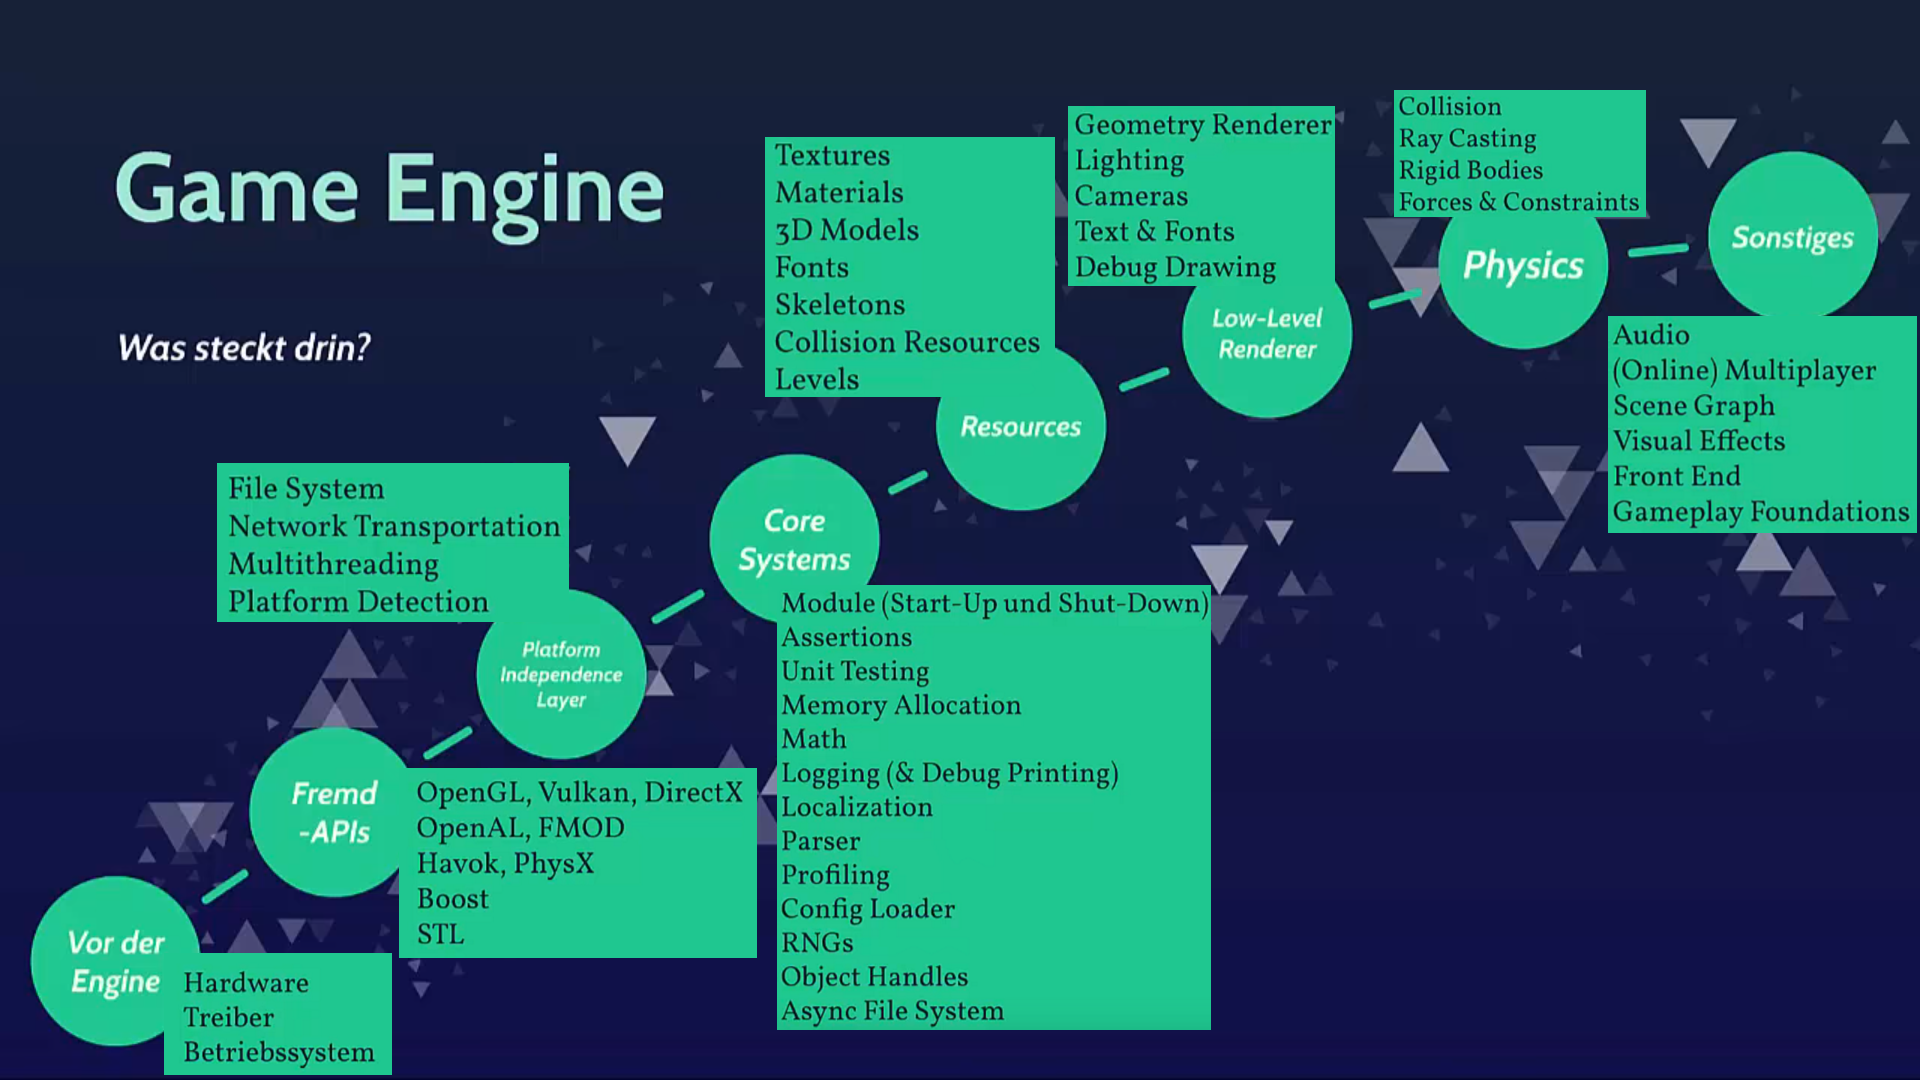 Game Engine
Was steckt drin?
Vor der
Engine
Hardware
Treiber
Betriebssystem
Fremd
-APIs
OpenGL, Vulkan, DirectX
OpenAL, FMOD
Havok, PhysX
Boost
STL
File System
Network Transportation
Multithreading
Platform Detection
Platform
Independence
Layer
Core
Systems
Module (Start-Up und Shut-Down)
Assertions
Unit Testing
Memory Allocation
Math
Logging (& Debug Printing)
Localization
Parser
Profiling
Config Loader
RNGs
Object Handles
Async File System
Textures
Materials
3D Models
Fonts
Skeletons
Collision Resources
Levels
Resources
Geometry Renderer
Lighting
Cameras
Text & Fonts
Debug Drawing
Low-Level
Renderer
Collision
Ray Casting
Rigid Bodies
Forces & Constraints
Physics
Sonstiges
Audio
(Online) Multiplayer
Scene Graph
Visual Effects
Front End
Gameplay Foundations